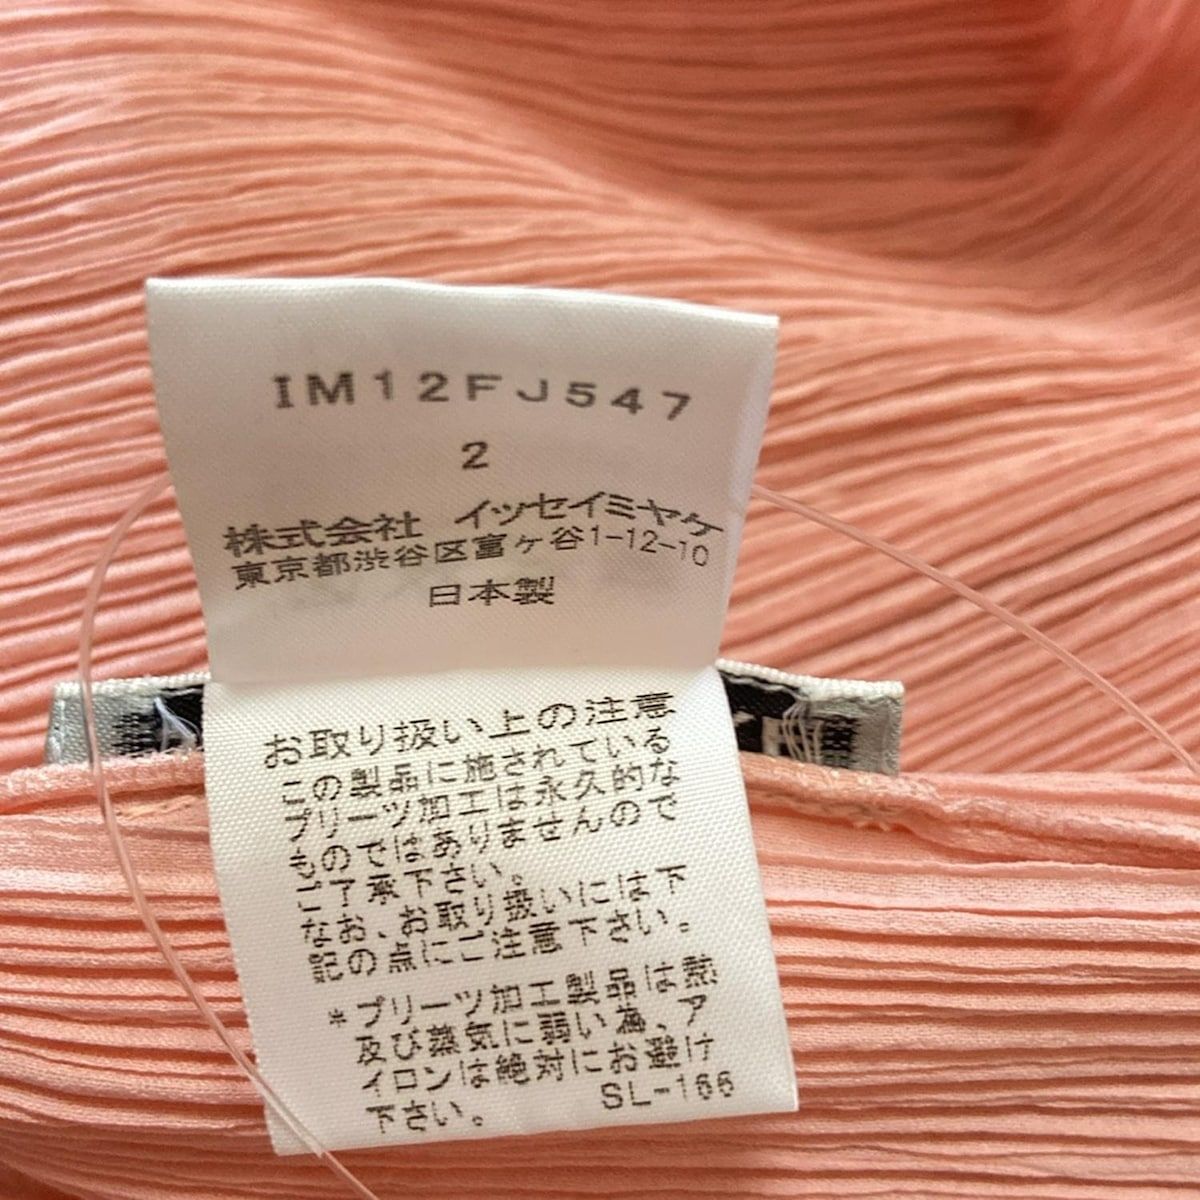 IM12FJ547
2
株式会社 イッセイミヤケ
東京都渋谷区富ヶ谷1-12-10
日本製
お取り扱い上の注意
この製品に施されている
プリーツ加工は永久的な
ものではありませんので
ご了承下さい。
なお、お取り扱いには下
記の点にご注意下さい。
*プリーツ加工製品は熱
及び蒸気に弱い為、ア
イロンは絶対にお避け
下さい。
SL-166